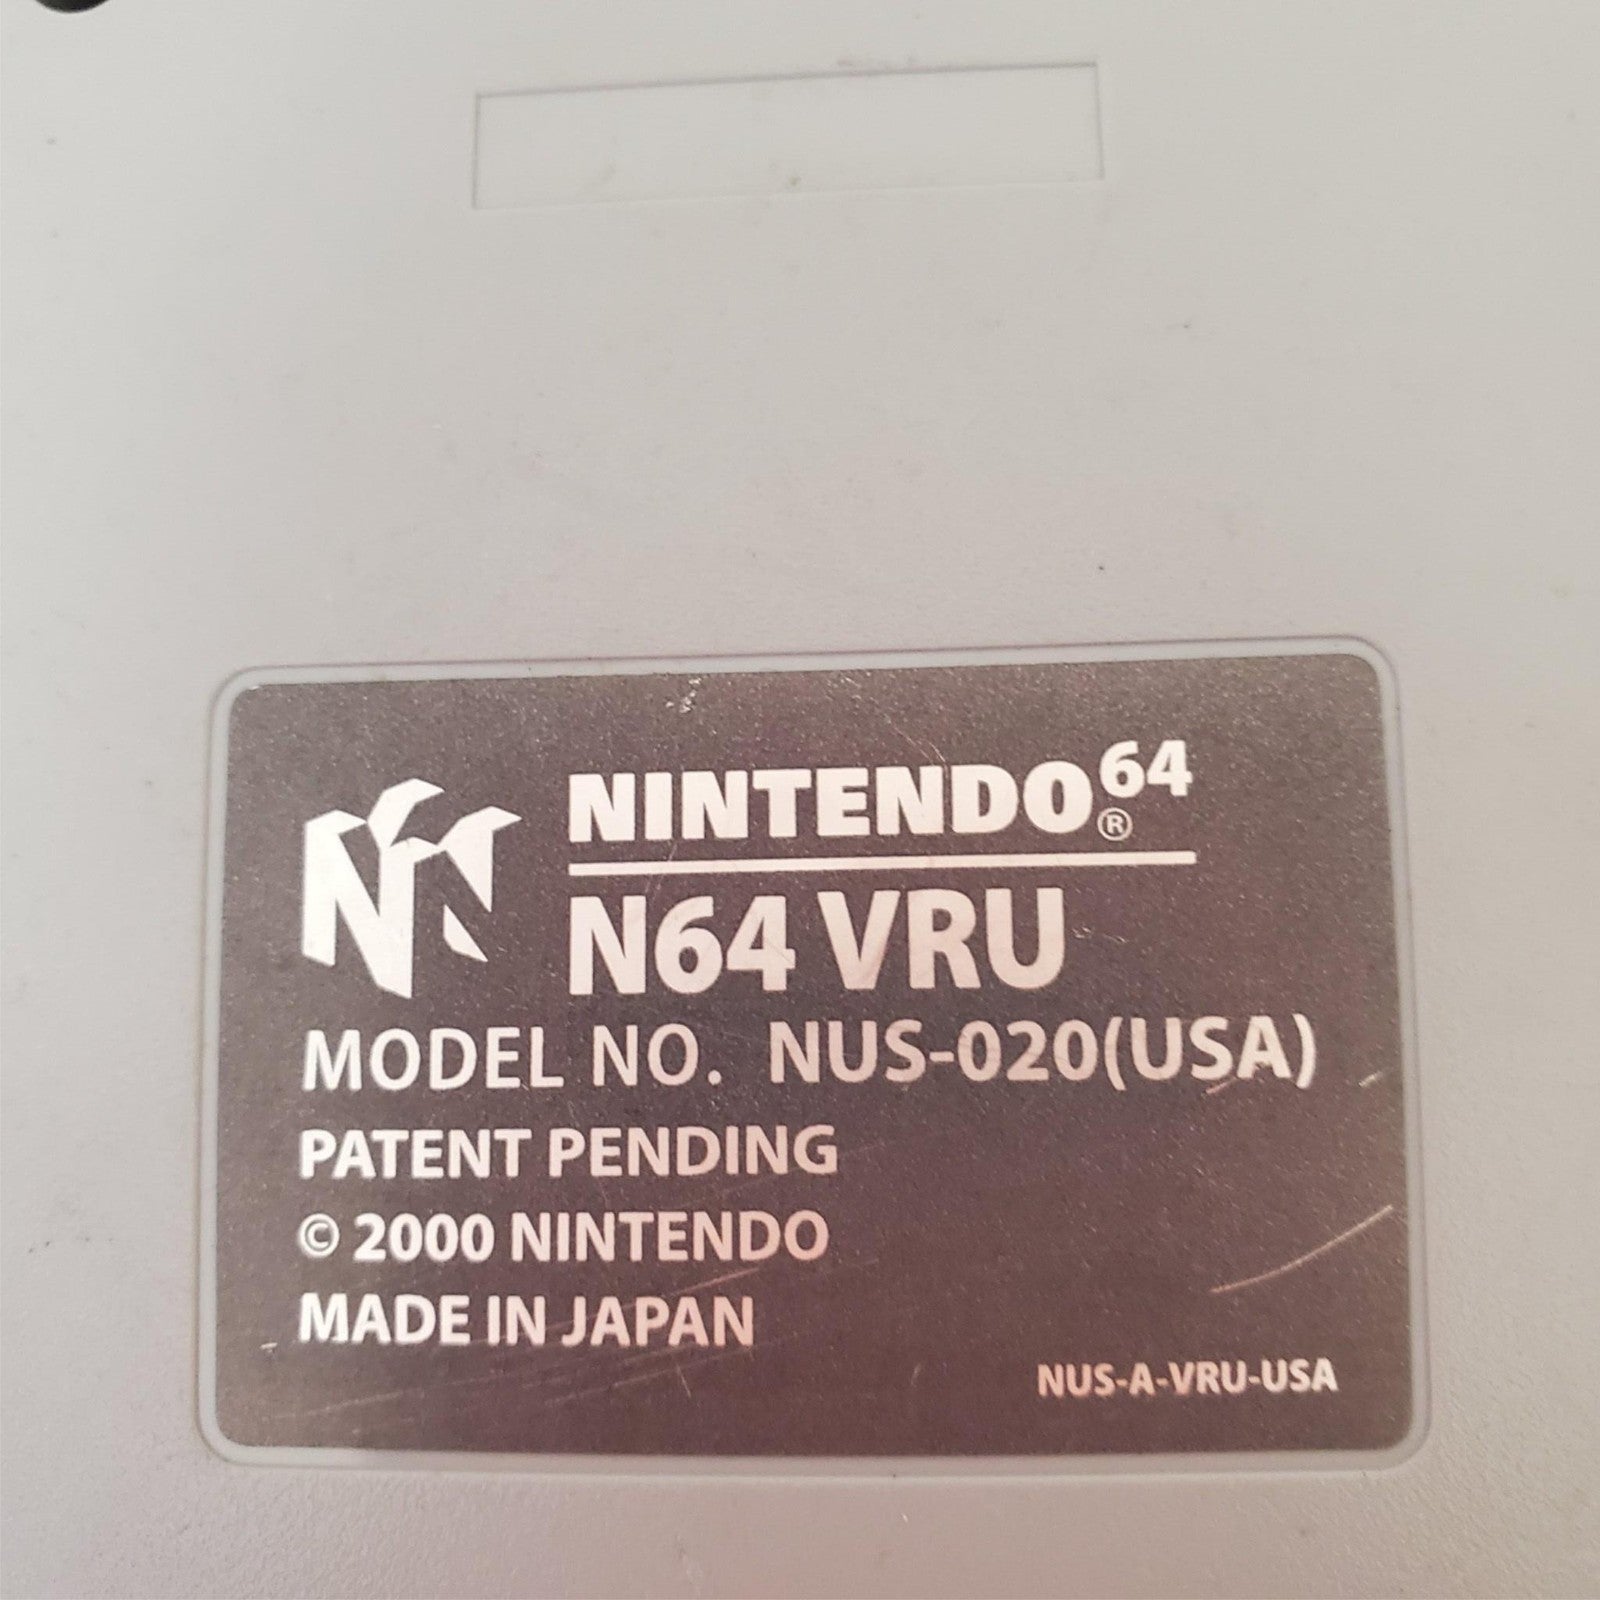 NINTENDO64®
N64 VRU
MODEL NO. NUS-020(USA)
PATENT PENDING
© 2000 NINTENDO
MADE IN JAPAN
NUS-A-VRU-USA